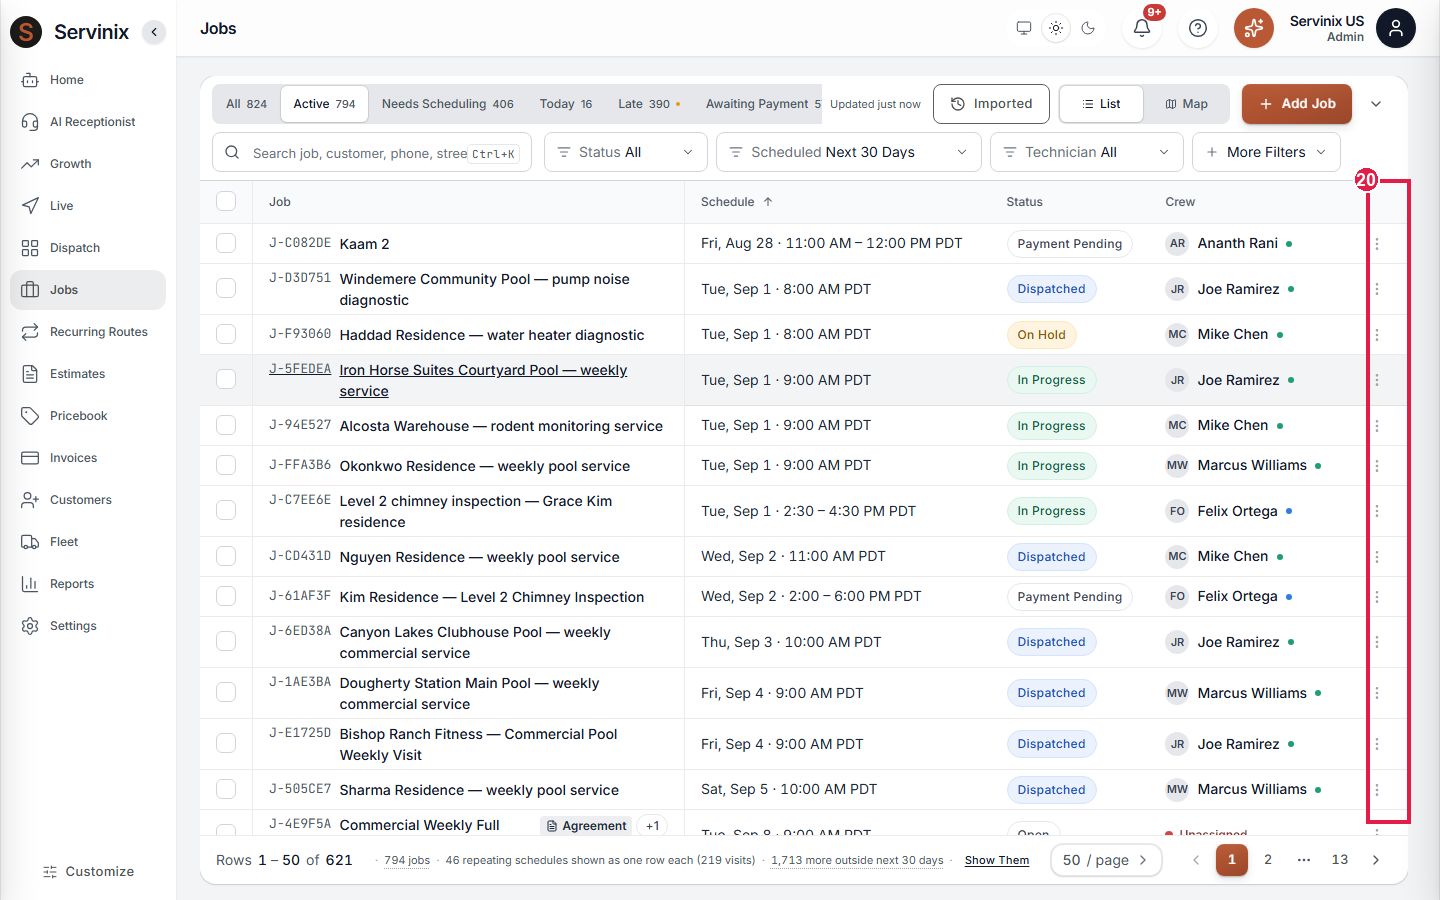 Servinix
Jobs
9+
Servinix US
Admin
Home
AI Receptionist
Growth
Live
Dispatch
Jobs
Recurring Routes
Estimates
Pricebook
Invoices
Customers
Fleet
Reports
Settings
Customize
All 824 Active 794 Needs Scheduling 406 Today 16 Late 390 Awaiting Payment Updated just now Imported List Map + Add Job
Search job, customer, phone, stree Ctrl+K Status All Scheduled Next 30 Days Technician All + More Filters
20
Job Schedule ↑ Status Crew
J-C082DE Kaam 2 Fri, Aug 28 · 11:00 AM – 12:00 PM PDT Payment Pending AR Ananth Rani
J-D3D751 Windemere Community Pool — pump noise
diagnostic Tue, Sep 1 · 8:00 AM PDT Dispatched JR Joe Ramirez
J-F93060 Haddad Residence — water heater diagnostic Tue, Sep 1 · 8:00 AM PDT On Hold MC Mike Chen
J-5FEDEA Iron Horse Suites Courtyard Pool — weekly
service Tue, Sep 1 · 9:00 AM PDT In Progress JR Joe Ramirez
J-94E527 Alcosta Warehouse — rodent monitoring service Tue, Sep 1 · 9:00 AM PDT In Progress MC Mike Chen
J-FFA3B6 Okonkwo Residence — weekly pool service Tue, Sep 1 · 9:00 AM PDT In Progress MW Marcus Williams
J-C7EE6E Level 2 chimney inspection — Grace Kim
residence Tue, Sep 1 · 2:30 – 4:30 PM PDT In Progress FO Felix Ortega
J-CD431D Nguyen Residence — weekly pool service Wed, Sep 2 · 11:00 AM PDT Dispatched MC Mike Chen
J-61AF3F Kim Residence — Level 2 Chimney Inspection Wed, Sep 2 · 2:00 – 6:00 PM PDT Payment Pending FO Felix Ortega
J-6ED38A Canyon Lakes Clubhouse Pool — weekly
commercial service Thu, Sep 3 · 10:00 AM PDT Dispatched JR Joe Ramirez
J-1AE3BA Dougherty Station Main Pool — weekly
commercial service Fri, Sep 4 · 9:00 AM PDT Dispatched MW Marcus Williams
J-E1725D Bishop Ranch Fitness — Commercial Pool
Weekly Visit Fri, Sep 4 · 9:00 AM PDT Dispatched JR Joe Ramirez
J-505CE7 Sharma Residence — weekly pool service Sat, Sep 5 · 10:00 AM PDT Dispatched MW Marcus Williams
J-4E9F5A Commercial Weekly Full Agreement +1 Tue, Sep 8 · 9:00 AM PDT Open Unassigned
Rows 1 – 50 of 621 · 794 jobs · 46 repeating schedules shown as one row each (219 visits) · 1,713 more outside next 30 days · Show Them 50 / page 1 2 ··· 13